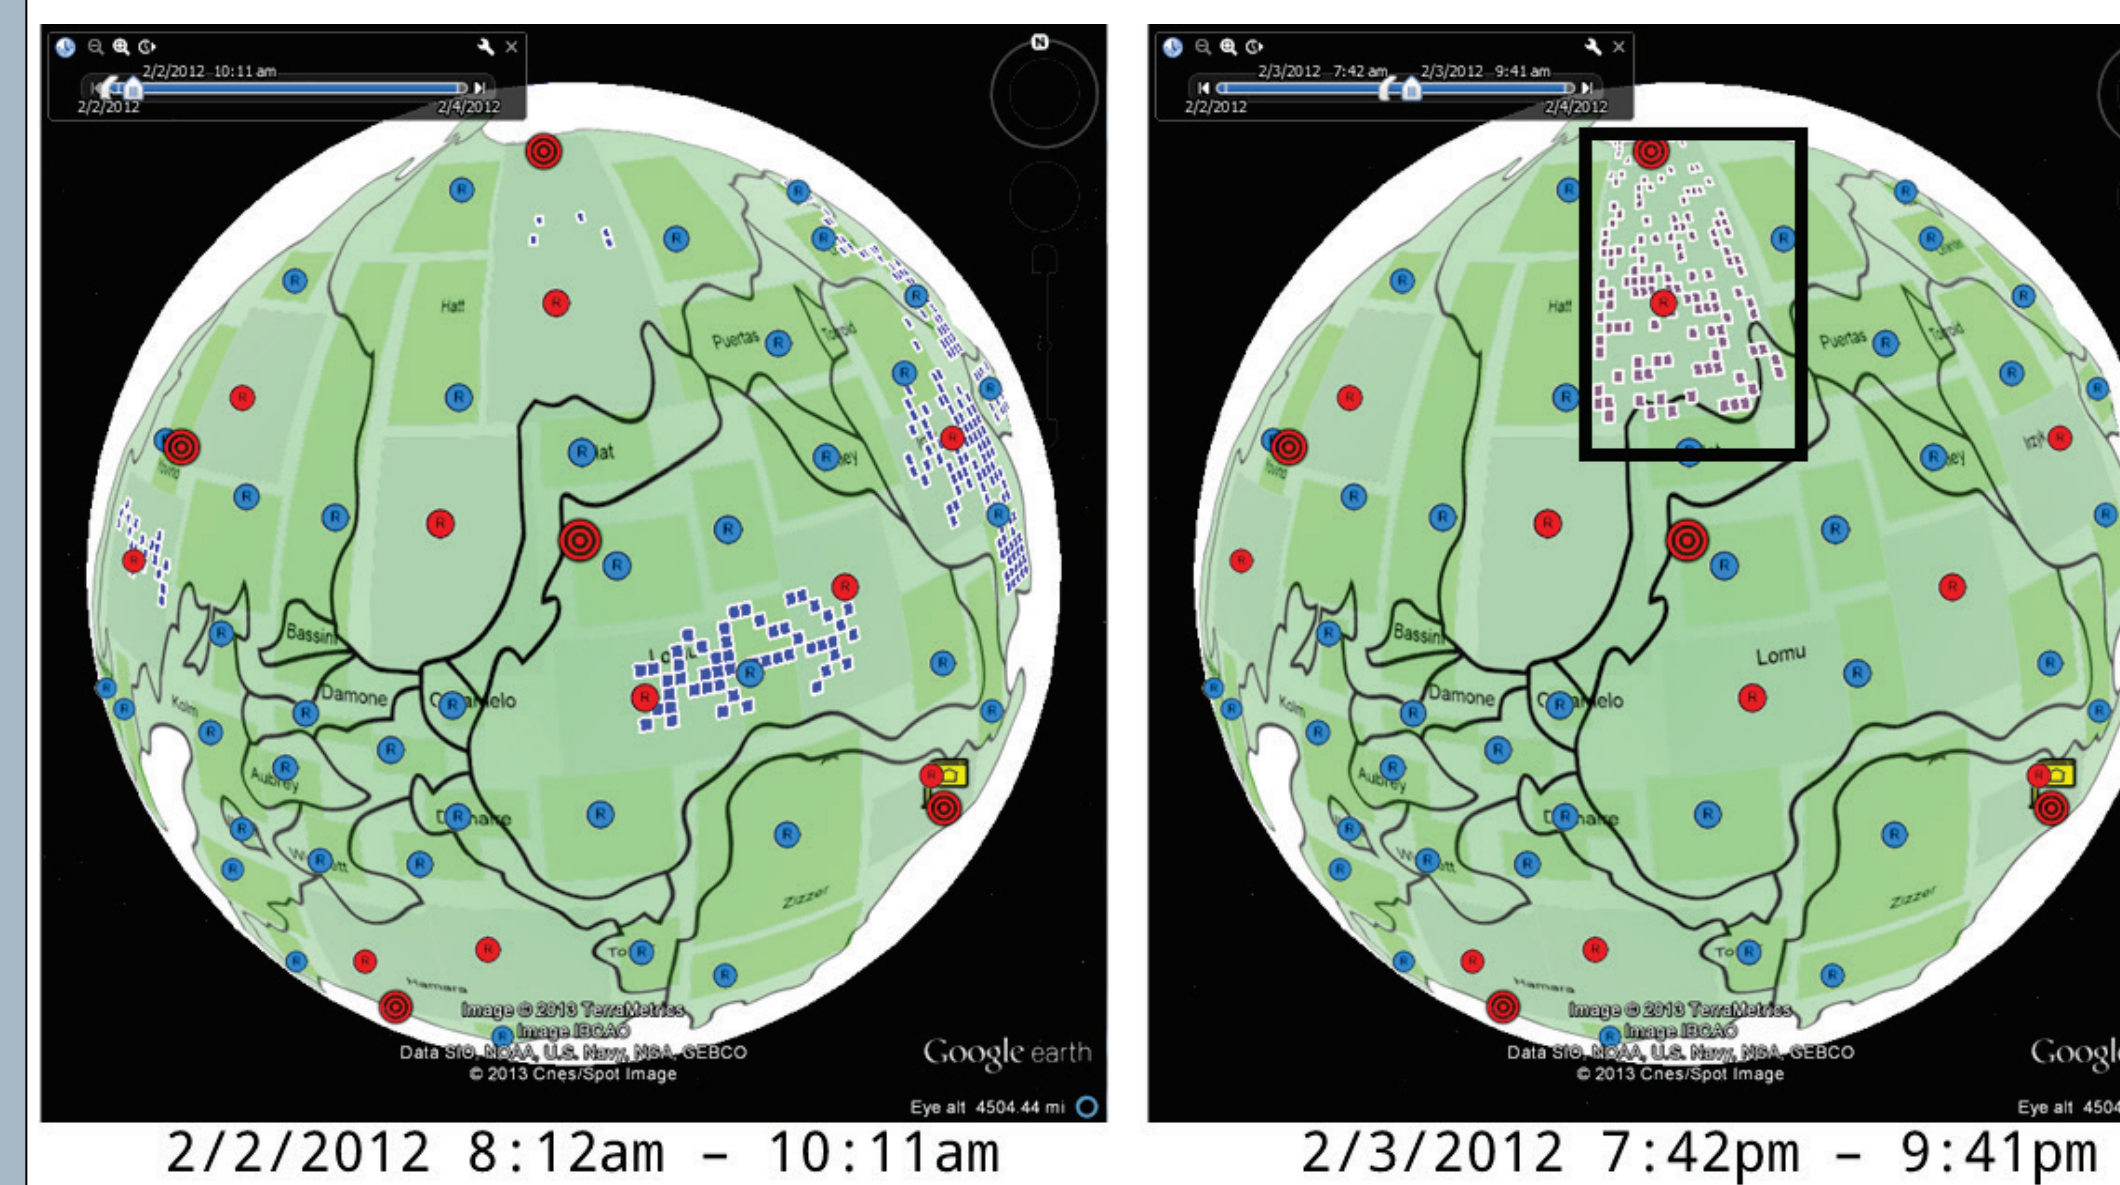 2/2/2012 10:11 am
2/2/2012
2/4/2012
N
Hatt
Puertas
Bassini
Damone
Kolm
Aubrey
Zizzer
Hamara
Image © 2013 TerraMetrics
Image IBCAO
Data SIO, NOAA, U.S. Navy, NGA, GEBCO
© 2013 Cnes/Spot Image
Google earth
Eye alt 4504.44 mi
2/2/2012 8:12am – 10:11am
2/3/2012 7:42 am
2/3/2012 9:41 am
2/2/2012
2/4/2012
Hatt
Puertas
Bassini
Lomu
Damone
Kolm
Aubrey
Zizzer
Hamara
Image © 2013 TerraMetrics
Image IBCAO
Data SIO, NOAA, U.S. Navy, NGA, GEBCO
© 2013 Cnes/Spot Image
Googl
Eye alt 4504
2/3/2012 7:42pm – 9:41pm